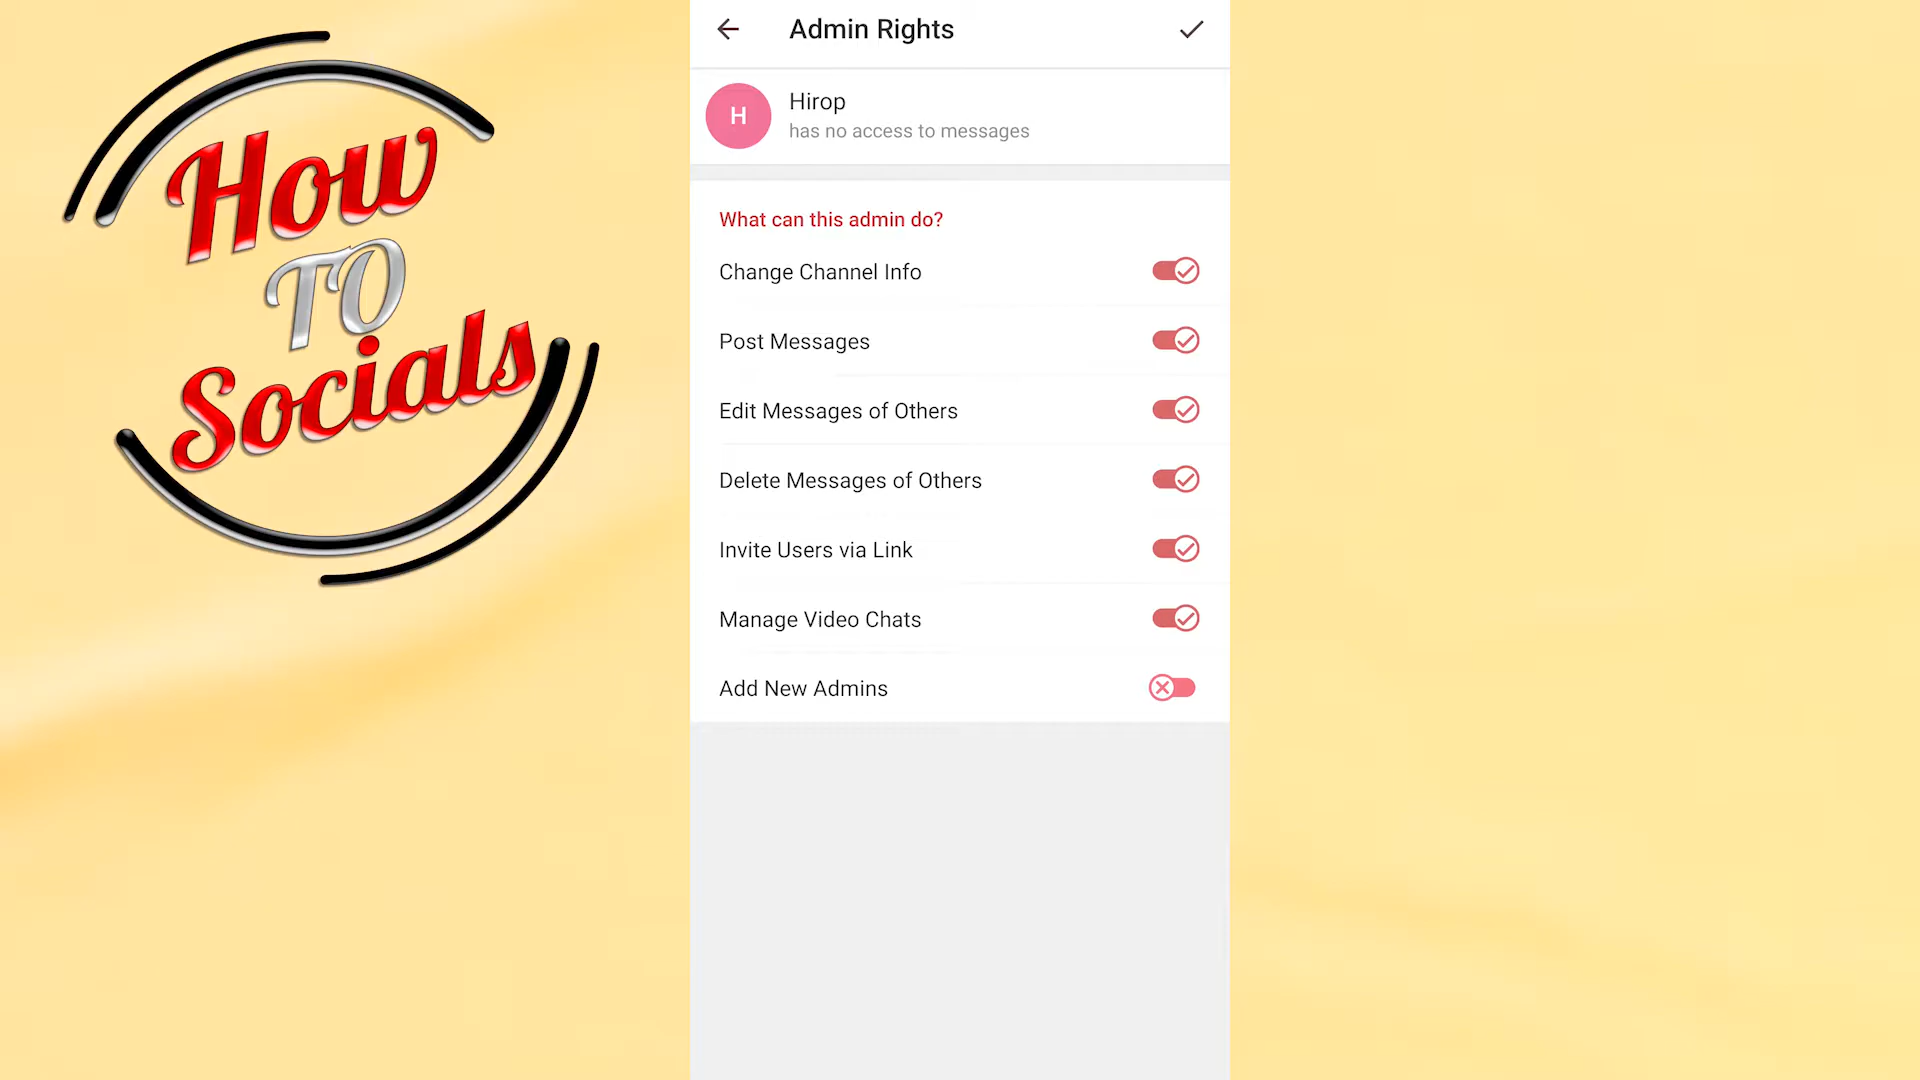 How
TO
Socials
Admin Rights
H
Hirop
has no access to messages
What can this admin do?
Change Channel Info
Post Messages
Edit Messages of Others
Delete Messages of Others
Invite Users via Link
Manage Video Chats
Add New Admins